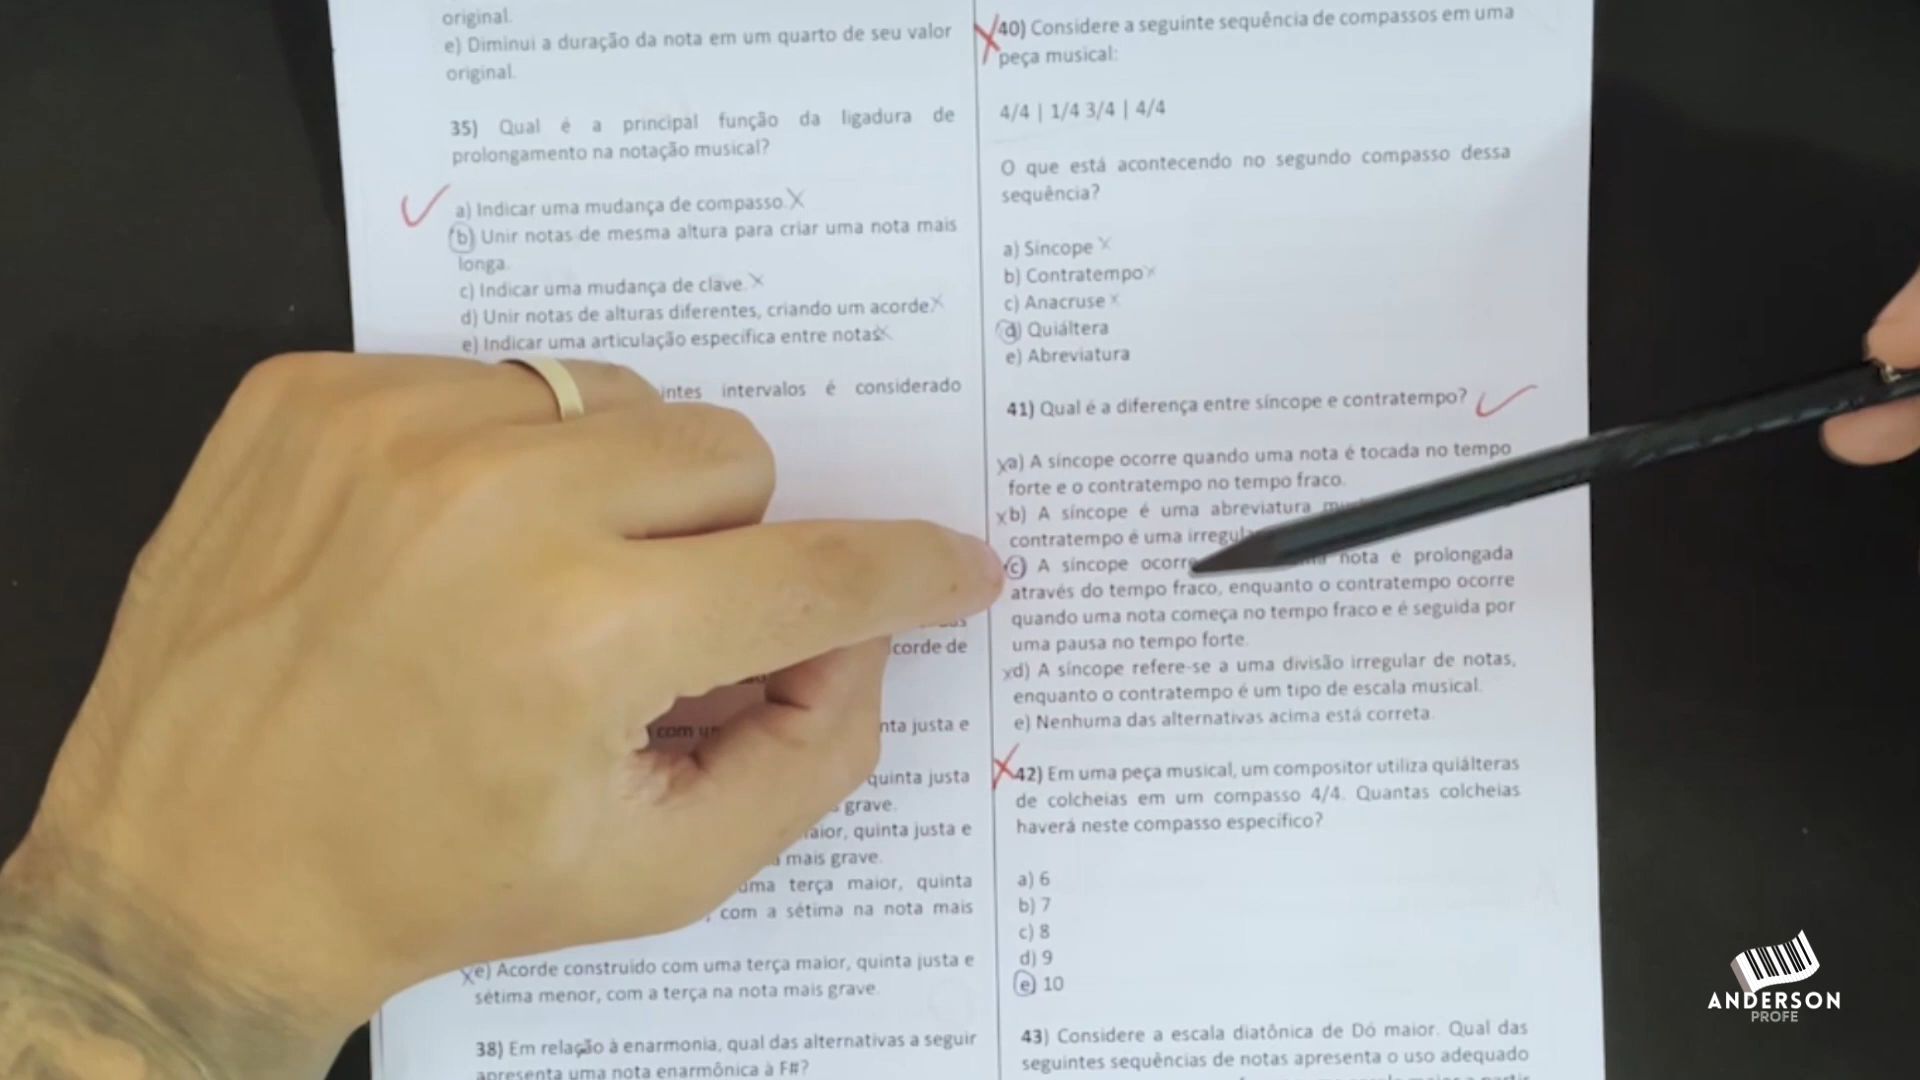 original.
e) Diminui a duração da nota em um quarto de seu valor
original.
35) Qual é a principal função da ligadura de
prolongamento na notação musical?
a) Indicar uma mudança de compasso.
b) Unir notas de mesma altura para criar uma nota mais
longa.
c) Indicar uma mudança de clave.
d) Unir notas de alturas diferentes, criando um acorde.
e) Indicar uma articulação específica entre notas.
intervalos é considerado
corde de
com
justa e
quinta justa
grave.
quinta justa e
mais grave.
uma terça maior, quinta
, com a sétima na nota mais
e) Acorde construído com uma terça maior, quinta justa e
sétima menor, com a terça na nota mais grave.
38) Em relação à enarmonia, qual das alternativas a seguir
apresenta uma nota enarmônica à F#?
40) Considere a seguinte sequência de compassos em uma
peça musical:
4/4 | 1/4 3/4 | 4/4
O que está acontecendo no segundo compasso dessa
sequência?
a) Síncope
b) Contratempo
c) Anacruse
d) Quiáltera
e) Abreviatura
41) Qual é a diferença entre síncope e contratempo?
a) A síncope ocorre quando uma nota é tocada no tempo
forte e o contratempo no tempo fraco.
b) A síncope é uma abreviatura
contratempo é uma
c) A síncope ocorre nota é prolongada
através do tempo fraco, enquanto o contratempo ocorre
quando uma nota começa no tempo fraco e é seguida por
uma pausa no tempo forte.
d) A síncope refere-se a uma divisão irregular de notas,
enquanto o contratempo é um tipo de escala musical.
e) Nenhuma das alternativas acima está correta.
42) Em uma peça musical, um compositor utiliza quiálteras
de colcheias em um compasso 4/4. Quantas colcheias
haverá neste compasso específico?
a) 6
b) 7
c) 8
d) 9
e) 10
43) Considere a escala diatônica de Dó maior. Qual das
seguintes sequências de notas apresenta o uso adequado
ANDERSON
PROFE